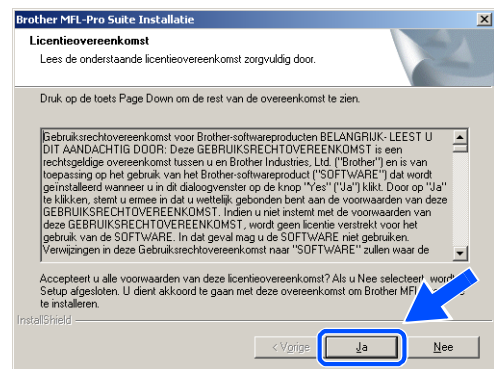 Brother MFL-Pro Suite Installatie
Licentieovereenkomst
Lees de onderstaande licentieovereenkomst zorgvuldig door.
Druk op de toets Page Down om de rest van de overeenkomst te zien.
Gebruiksrechtovereenkomst voor Brother-softwareproducten BELANGRIJK- LEEST U
DIT AANDACHTIG DOOR: Deze GEBRUIKSRECHTOVEREENKOMST is een
rechtsgeldige overeenkomst tussen u en Brother Industries, Ltd. ("Brother") en is van
toepassing op het gebruik van het Brother-softwareproduct ("SOFTWARE") dat wordt
geïnstalleerd wanneer u in dit dialoogvenster op de knop "Yes" ("Ja") klikt. Door op "Ja"
te klikken, stemt u ermee in dat u wettelijk gebonden bent aan de voorwaarden van deze
GEBRUIKSRECHTOVEREENKOMST. Indien u niet instemt met de voorwaarden van
deze GEBRUIKSRECHTOVEREENKOMST, wordt geen licentie verstrekt voor het
gebruik van de SOFTWARE. In dat geval mag u de SOFTWARE niet gebruiken.
Verwijzingen in deze Gebruiksrechtovereenkomst naar "SOFTWARE" zullen waar de
Accepteert u alle voorwaarden van deze licentieovereenkomst? Als u Nee selecteert, word
Setup afgesloten. U dient akkoord te gaan met deze overeenkomst om Brother MFL
te installeren.
InstallShield
< Vorige
Ja
Nee